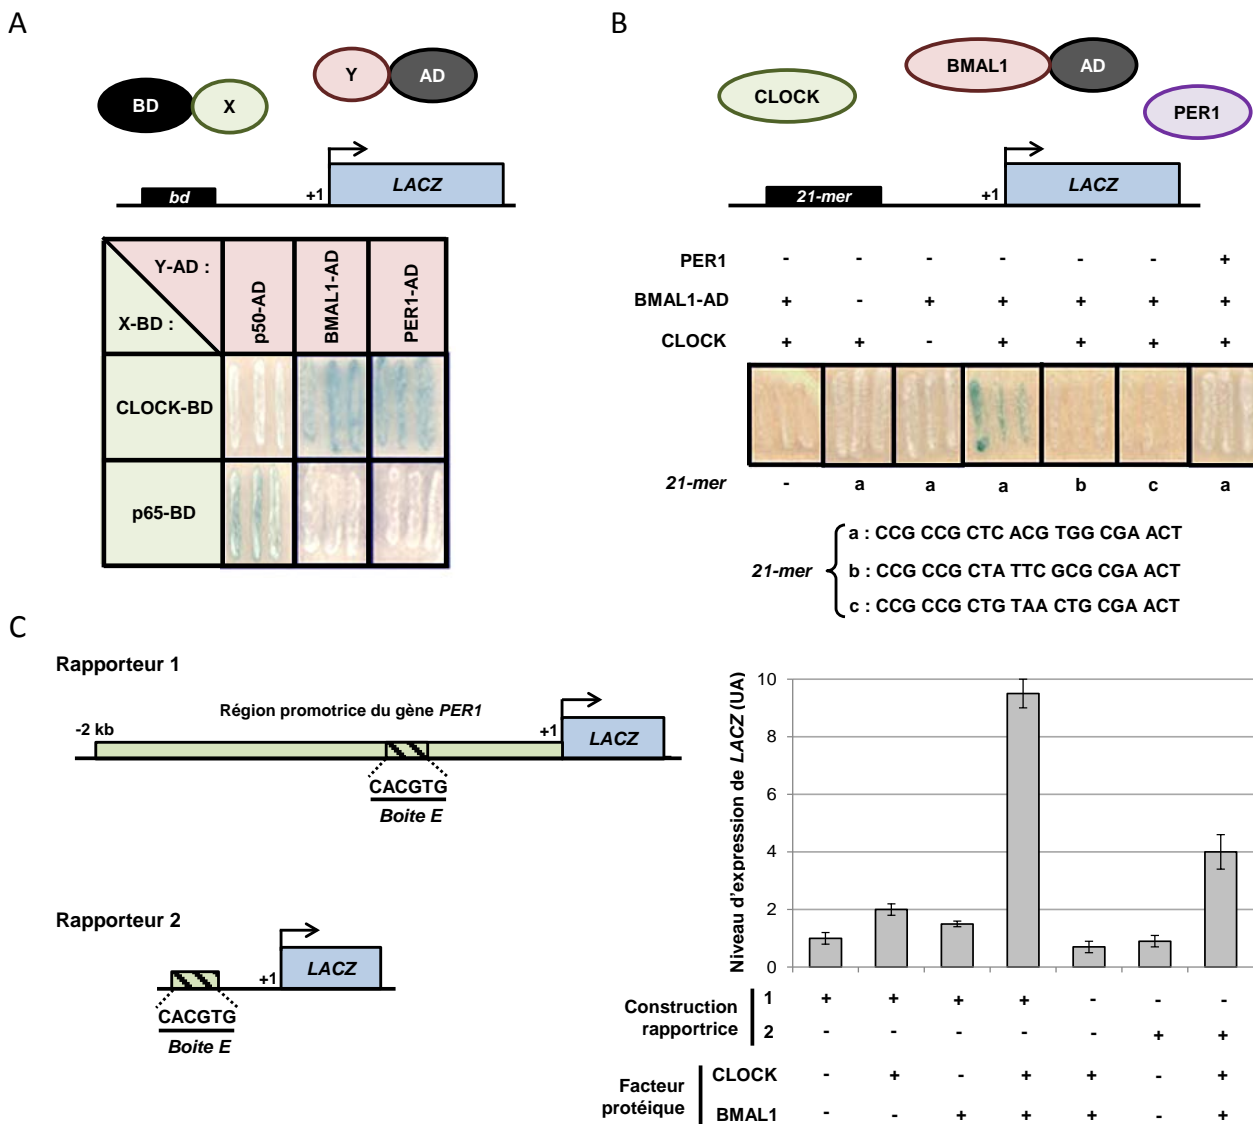 A
BD
X
Y
AD
bd
+1
LACZ
Y-AD :
X-BD :
p50-AD
BMAL1-AD
PER1-AD
CLOCK-BD
p65-BD
B
CLOCK
BMAL1
AD
PER1
21-mer
+1
LACZ
PER1 - - - - - - +
BMAL1-AD + - + + + + +
CLOCK + + - + + + +
21-mer - a a a b c a
21-mer
a : CCG CCG CTC ACG TGG CGA ACT
b : CCG CCG CTA TTC GCG CGA ACT
c : CCG CCG CTG TAA CTG CGA ACT
C
Rapporteur 1
Région promotrice du gène PER1
-2 kb
+1
LACZ
CACGTG
Boite E
Rapporteur 2
+1
LACZ
CACGTG
Boite E
Niveau d'expression de LACZ (UA)
10
8
6
4
2
0
Construction rapportrice
1 + + + + - - -
2 - - - - - + +
Facteur protéique
CLOCK - + - + + - +
BMAL1 - - + + + - +